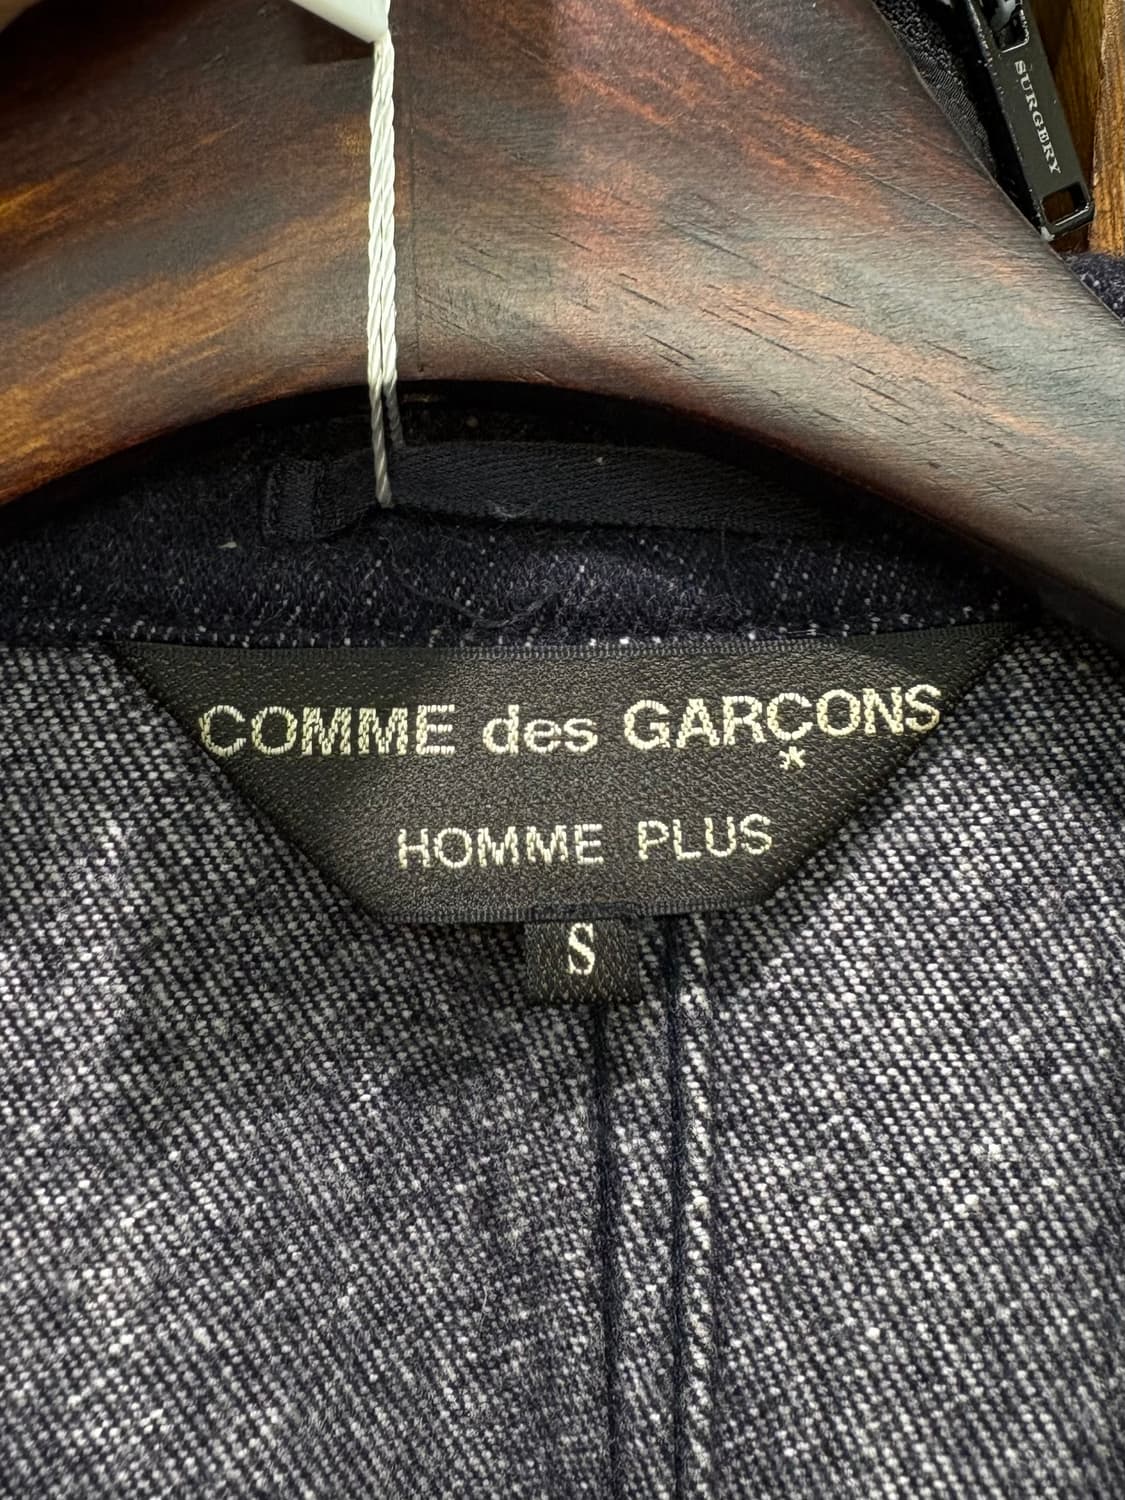 SURGERY
COMME des GARÇONS
*
HOMME PLUS
S